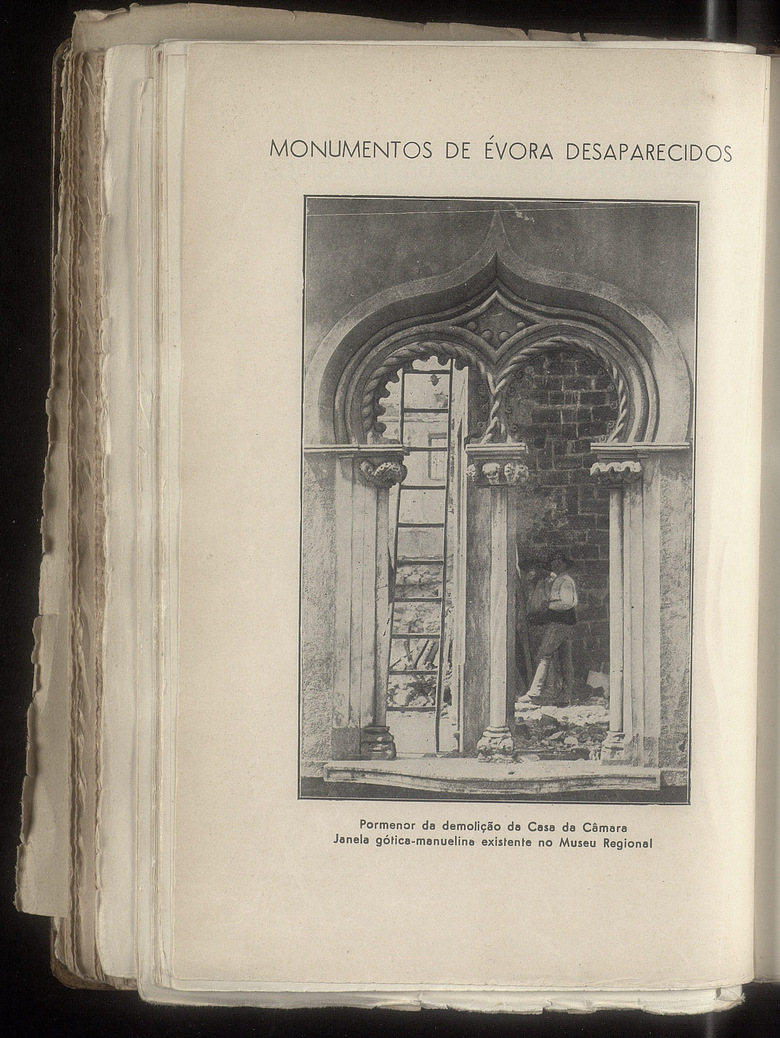 MONUMENTOS DE ÉVORA DESAPARECIDOS
Pormenor da demolição da Casa da Câmara
Janela gótica-manuelina existente no Museu Regional